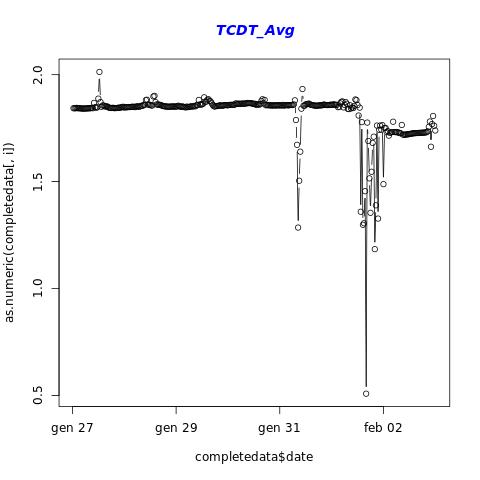 TCDT_Avg
as.numeric(completedata[, i])
2.0
1.5
1.0
0.5
gen 27 gen 29 gen 31 feb 02
completedata$date